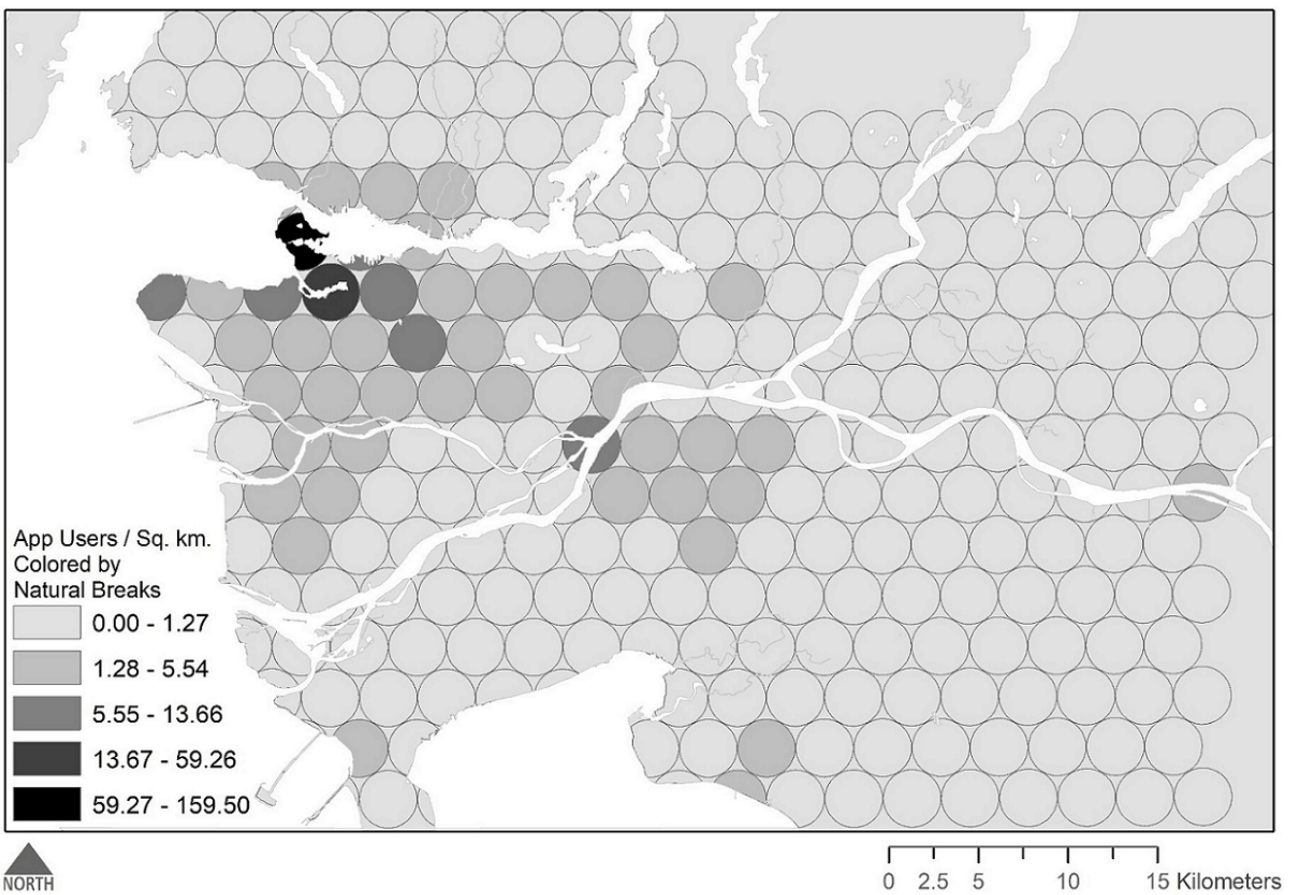 App Users / Sq. km.
Colored by
Natural Breaks
0.00 - 1.27
1.28 - 5.54
5.55 - 13.66
13.67 - 59.26
59.27 - 159.50
NORTH
0 2.5 5 10 15 Kilometers